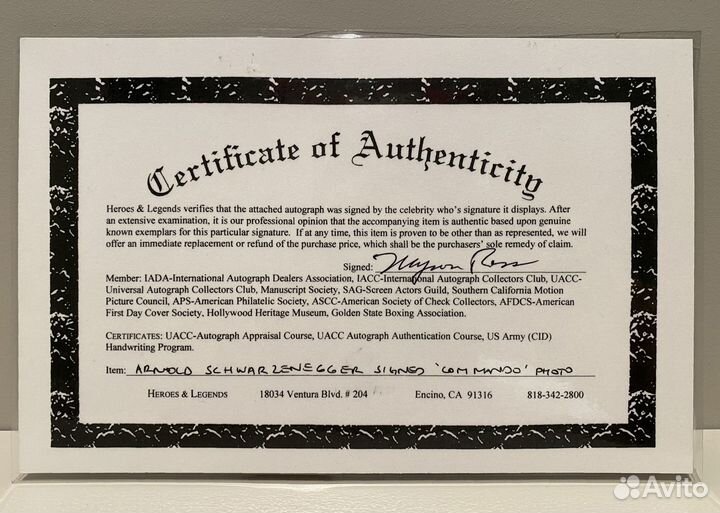 Certificate of Authenticity
Heroes & Legends verifies that the attached autograph was signed by the celebrity who's signature it displays. After
an extensive examination, it is our professional opinion that the accompanying item is authentic based upon genuine
known exemplars for this particular signature. If at any time, this item is proven to be other than as represented, we will
offer an immediate replacement or refund of the purchase price, which shall be the purchasers' sole remedy of claim.
Signed: Myron Ross
Member: IADA-International Autograph Dealers Association, IACC-International Autograph Collectors Club, UACC-
Universal Autograph Collectors Club, Manuscript Society, SAG-Screen Actors Guild, Southern California Motion
Picture Council, APS-American Philatelic Society, ASCC-American Society of Check Collectors, AFDCS-American
First Day Cover Society, Hollywood Heritage Museum, Golden State Boxing Association.
CERTIFICATES: UACC-Autograph Appraisal Course, UACC Autograph Authentication Course, US Army (CID)
Handwriting Program.
Item: ARNOLD SCHWARZENEGGER SIGNED 'COMMANDO' PHOTO
HEROES & LEGENDS 18034 Ventura Blvd. # 204 Encino, CA 91316 818-342-2800
Avito